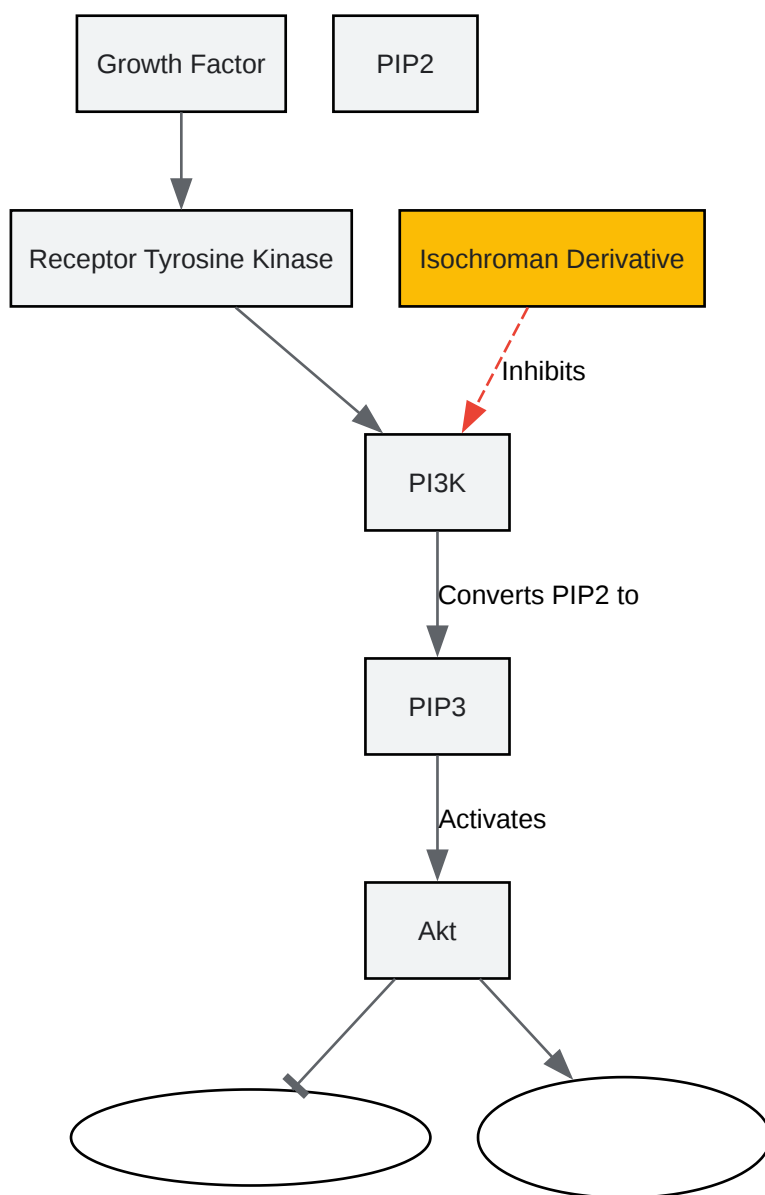 Growth Factor
PIP2
Receptor Tyrosine Kinase
Isochroman Derivative
Inhibits
PI3K
Converts PIP2 to
PIP3
Activates
Akt